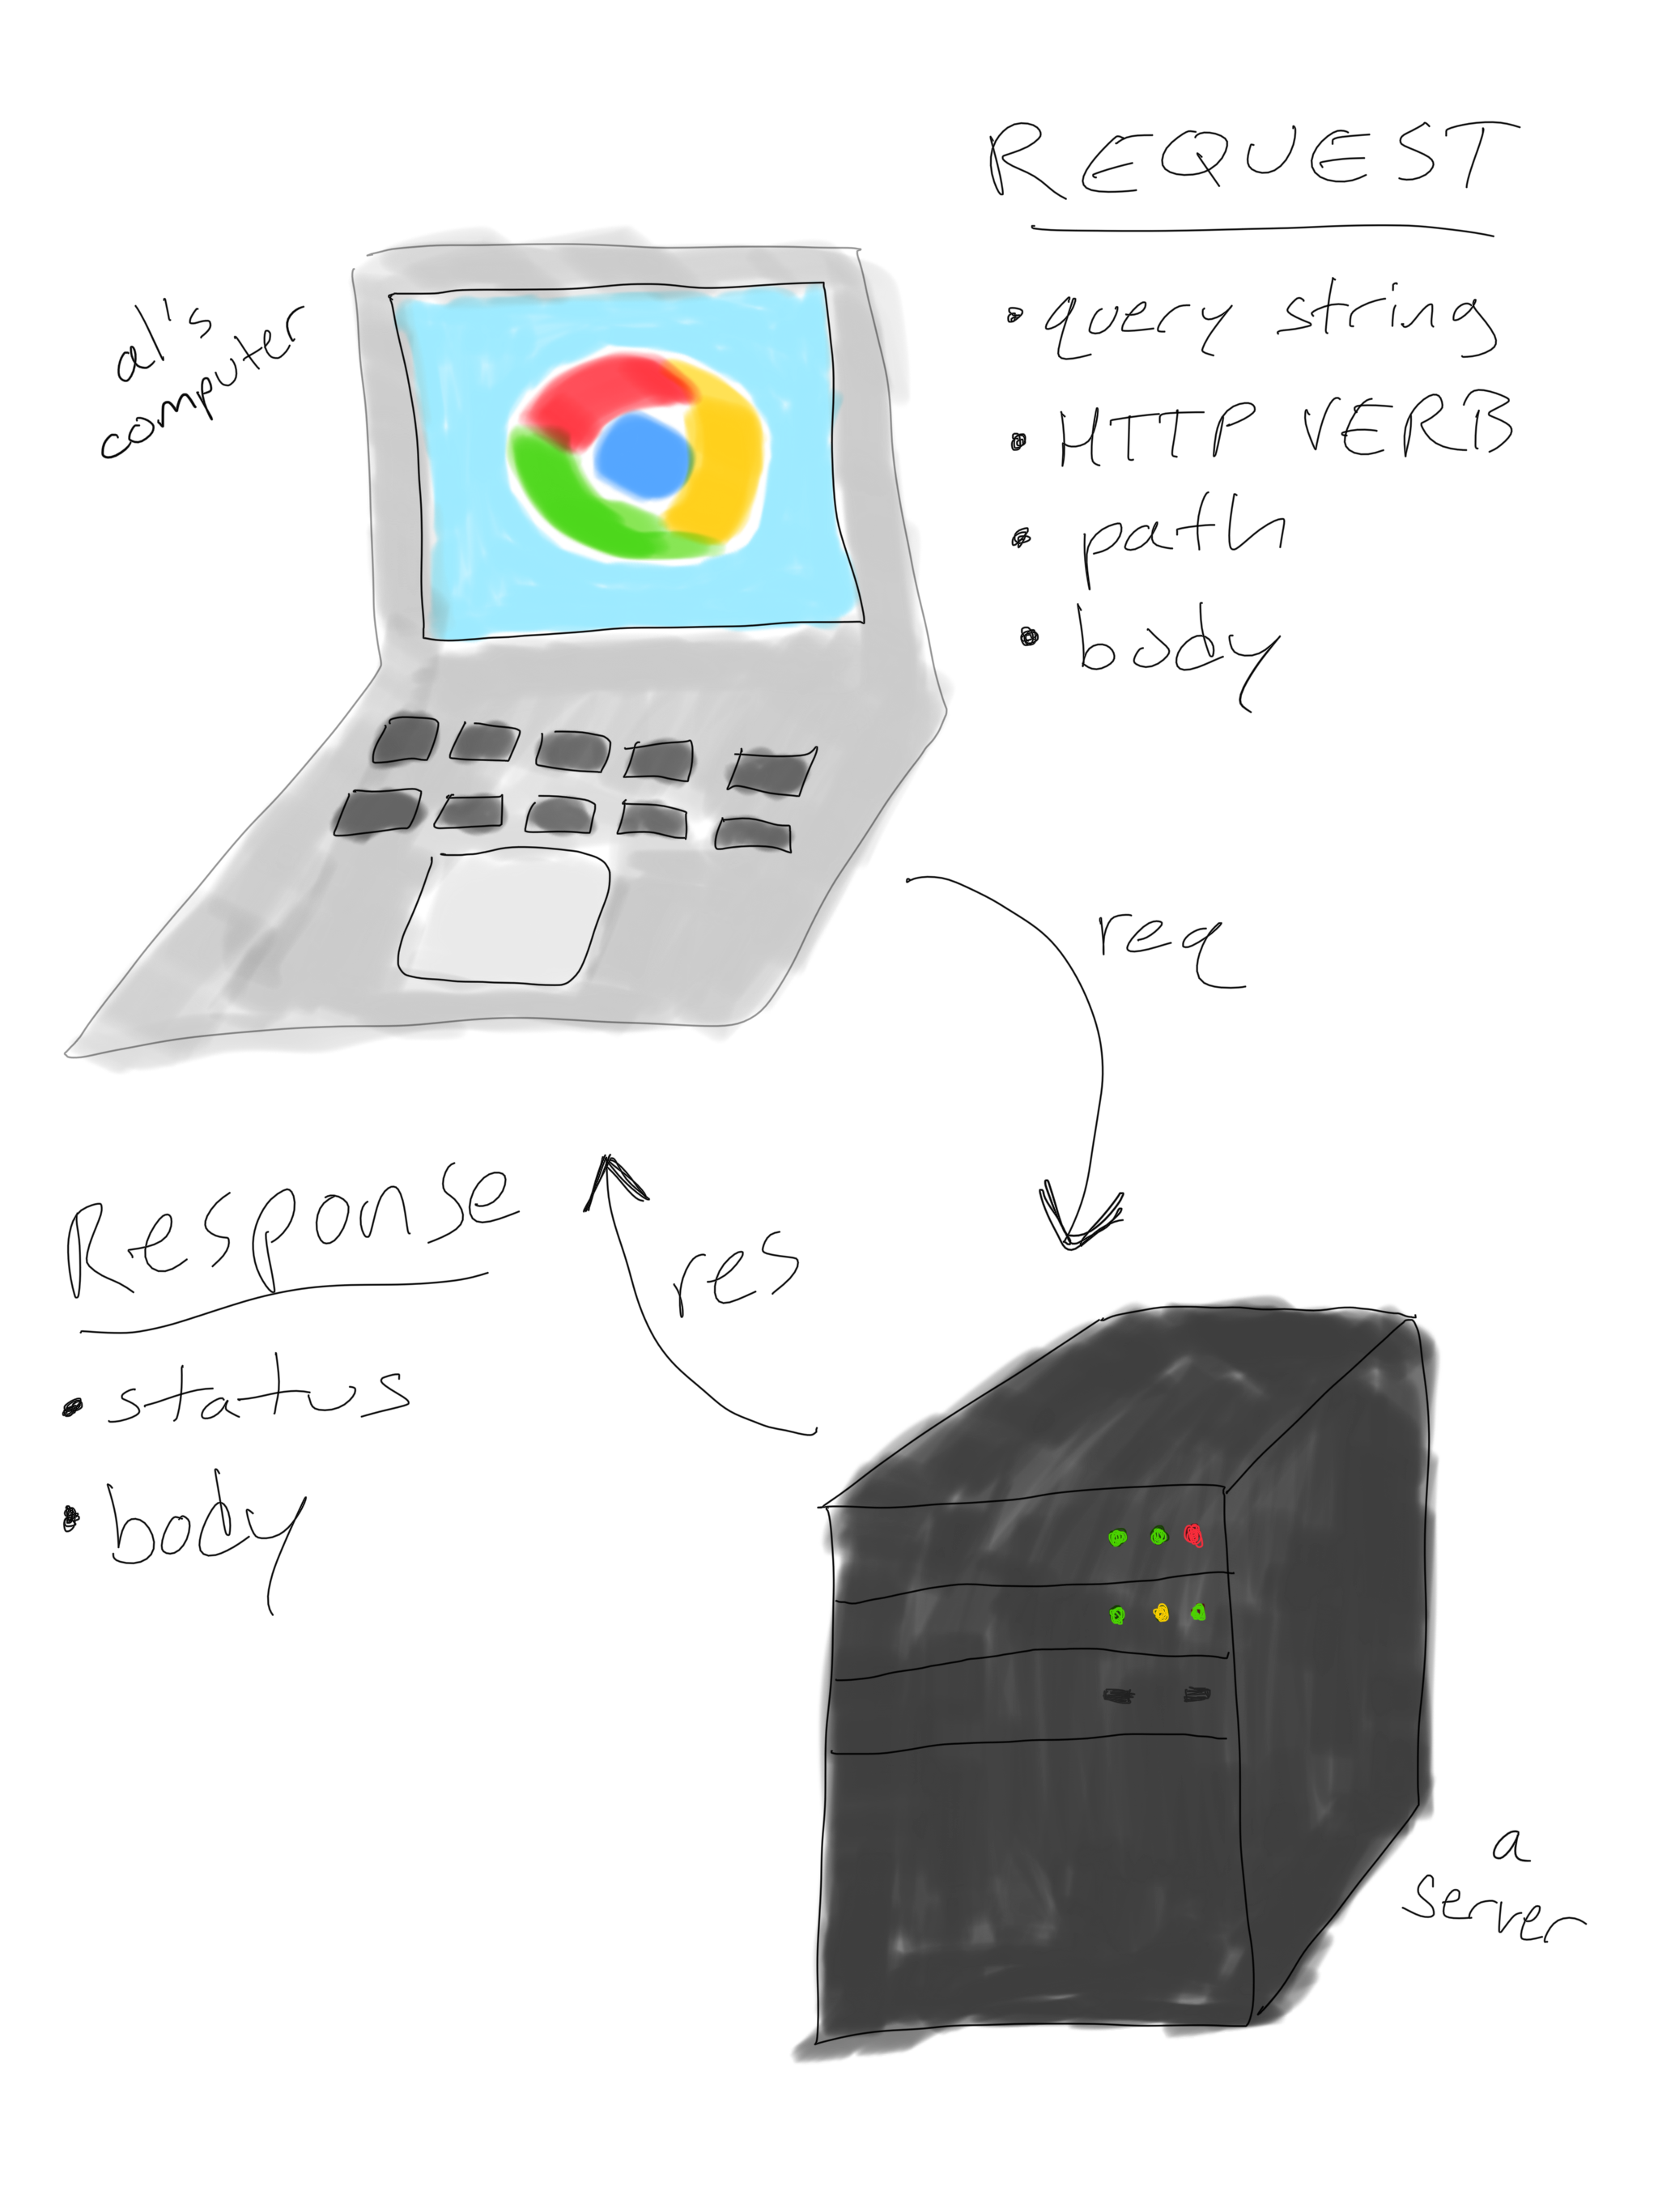 REQUEST
• query string
• HTTP VERB
• path
• body
al's
computer
req
res
Response
• status
• body
a
server